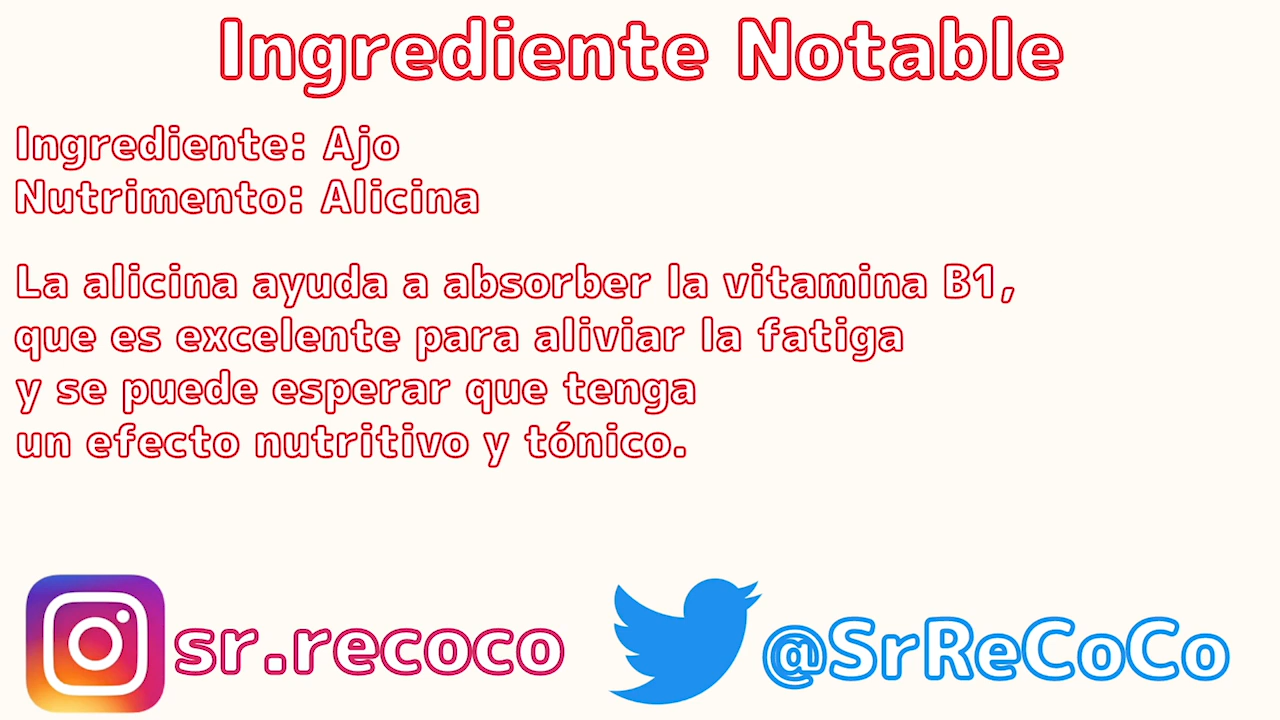 Ingrediente Notable
Ingrediente: Ajo
Nutrimento: Alicina
La alicina ayuda a absorber la vitamina B1,
que es excelente para aliviar la fatiga
y se puede esperar que tenga
un efecto nutritivo y tónico.
sr.recoco
@SrReCoCo